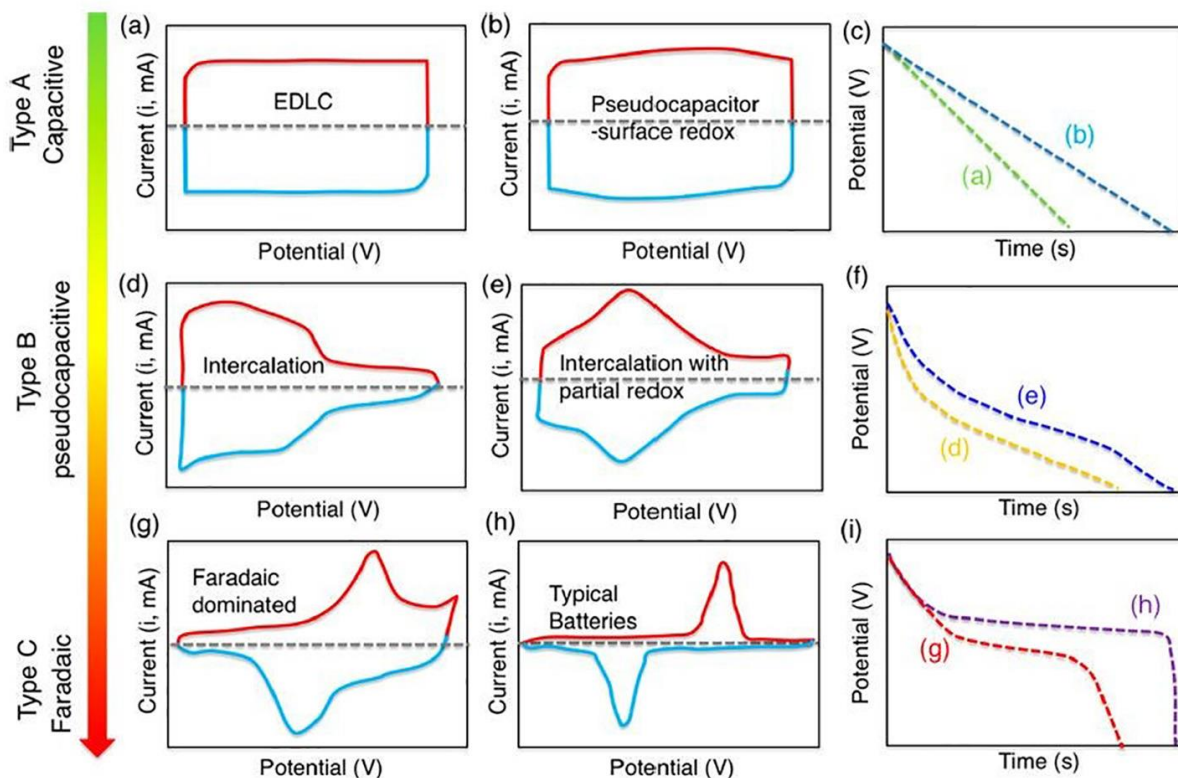 Type A
Capacitive
(a)
Current (i, mA)
EDLC
Potential (V)
(b)
Current (i, mA)
Pseudocapacitor
-surface redox
Potential (V)
(c)
Potential (V)
(b)
(a)
Time (s)
Type B
pseudocapacitive
(d)
Current (i, mA)
Intercalation
Potential (V)
(e)
Current (i, mA)
Intercalation with
partial redox
Potential (V)
(f)
Potential (V)
(e)
(d)
Time (s)
Type C
Faradaic
(g)
Current (i, mA)
Faradaic
dominated
Potential (V)
(h)
Current (i, mA)
Typical
Batteries
Potential (V)
(i)
Potential (V)
(h)
(g)
Time (s)